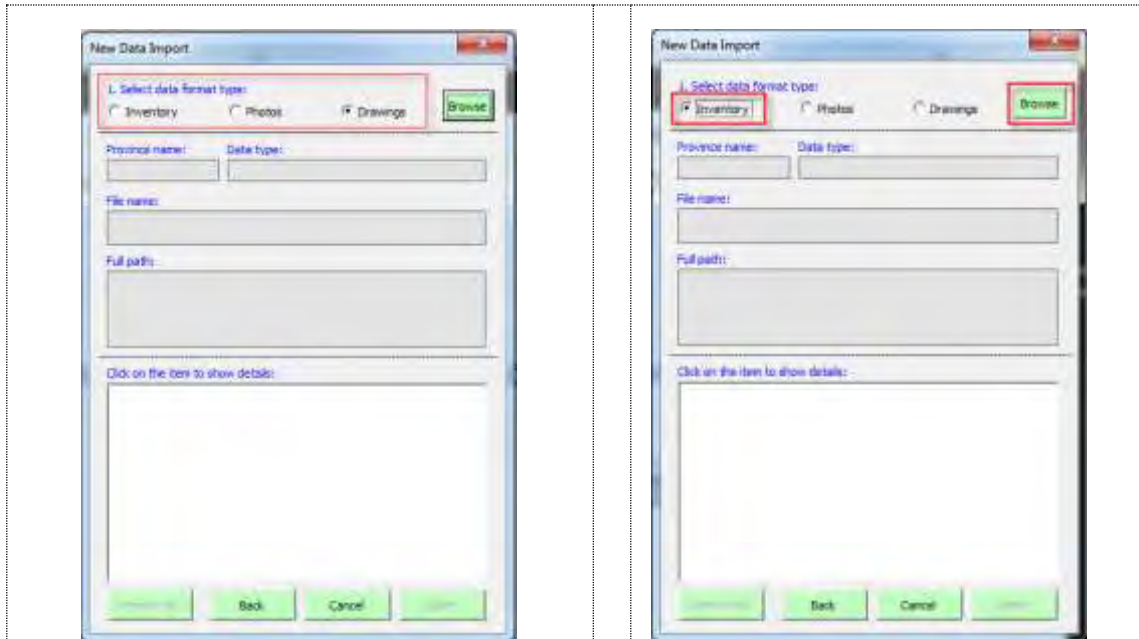 New Data Import
1. Select data format type:
Inventory Photos Drawings Browse
Province name: Data type:
File name:
Full path:
Click on the item to show details:
Back Cancel
New Data Import
1. Select data format type:
Inventory Photos Drawings Browse
Province name: Data type:
File name:
Full path:
Click on the item to show details:
Back Cancel